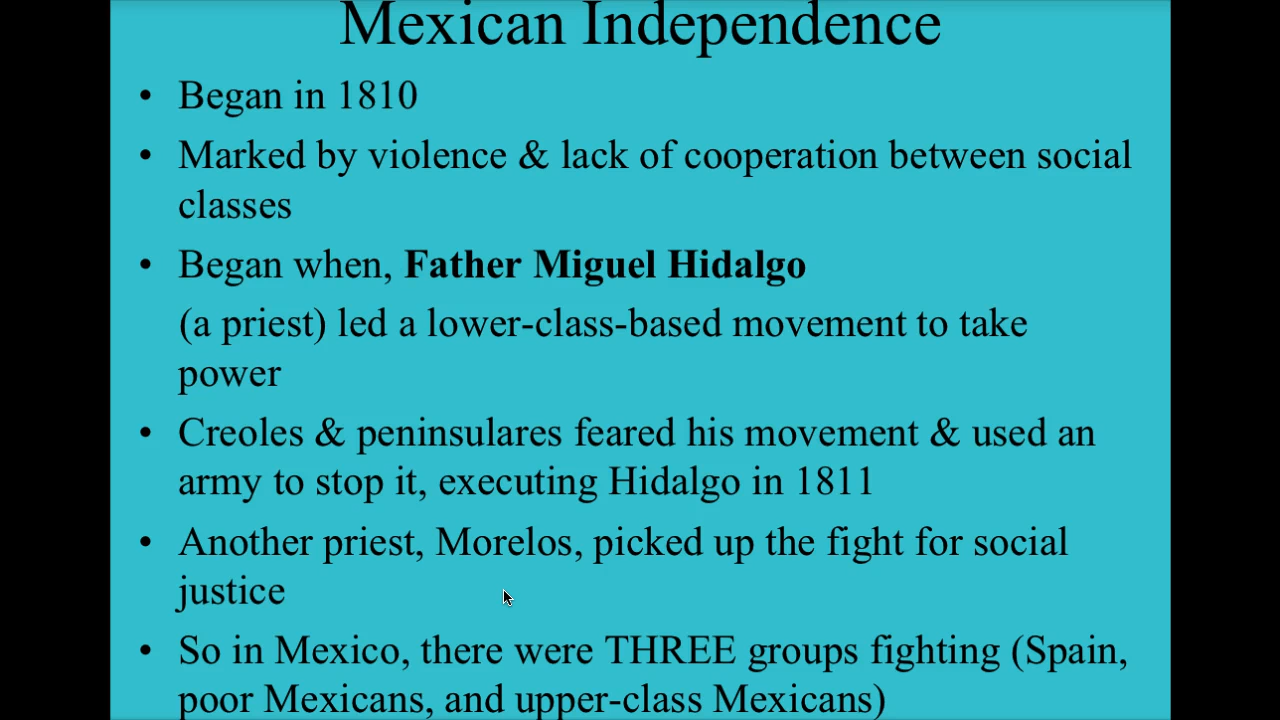 Mexican Independence
• Began in 1810
• Marked by violence & lack of cooperation between social
classes
• Began when, Father Miguel Hidalgo
(a priest) led a lower-class-based movement to take
power
• Creoles & peninsulares feared his movement & used an
army to stop it, executing Hidalgo in 1811
• Another priest, Morelos, picked up the fight for social
justice
• So in Mexico, there were THREE groups fighting (Spain,
poor Mexicans, and upper-class Mexicans)